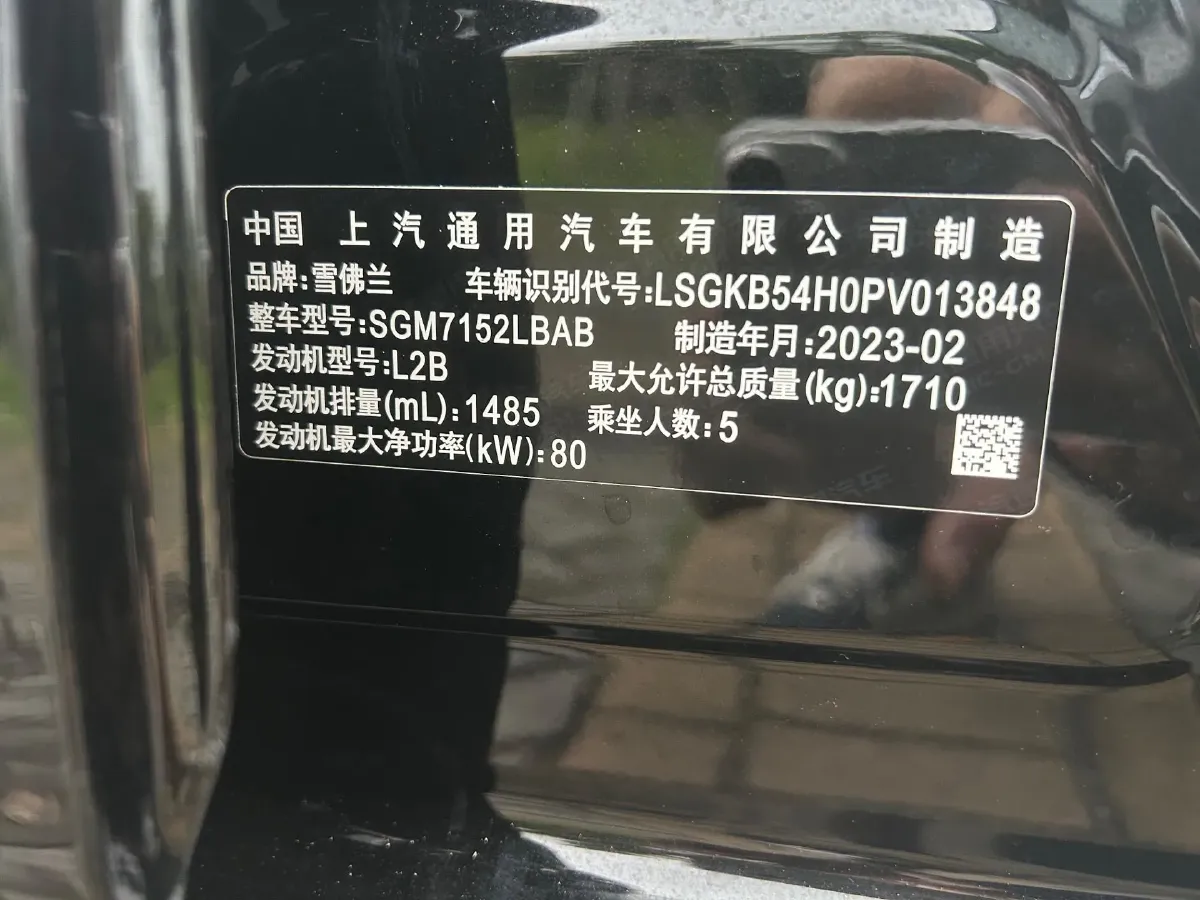 中国 上汽通用汽车有限公司制造
品牌:雪佛兰 车辆识别代号:LSGKB54H0PV013848
整车型号:SGM7152LBAB 制造年月:2023-02
发动机型号:L2B 最大允许总质量(kg):1710
发动机排量(mL):1485 乘坐人数:5
发动机最大净功率(kW):80